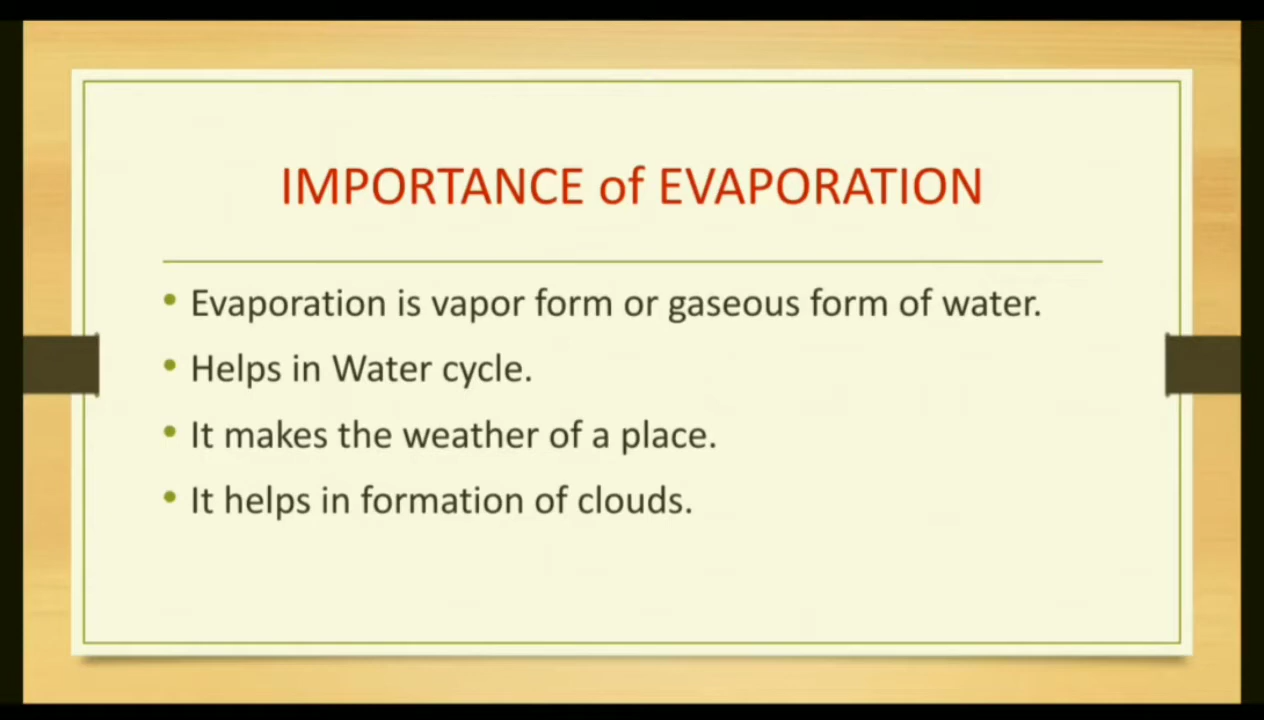 IMPORTANCE of EVAPORATION
• Evaporation is vapor form or gaseous form of water.
• Helps in Water cycle.
• It makes the weather of a place.
• It helps in formation of clouds.